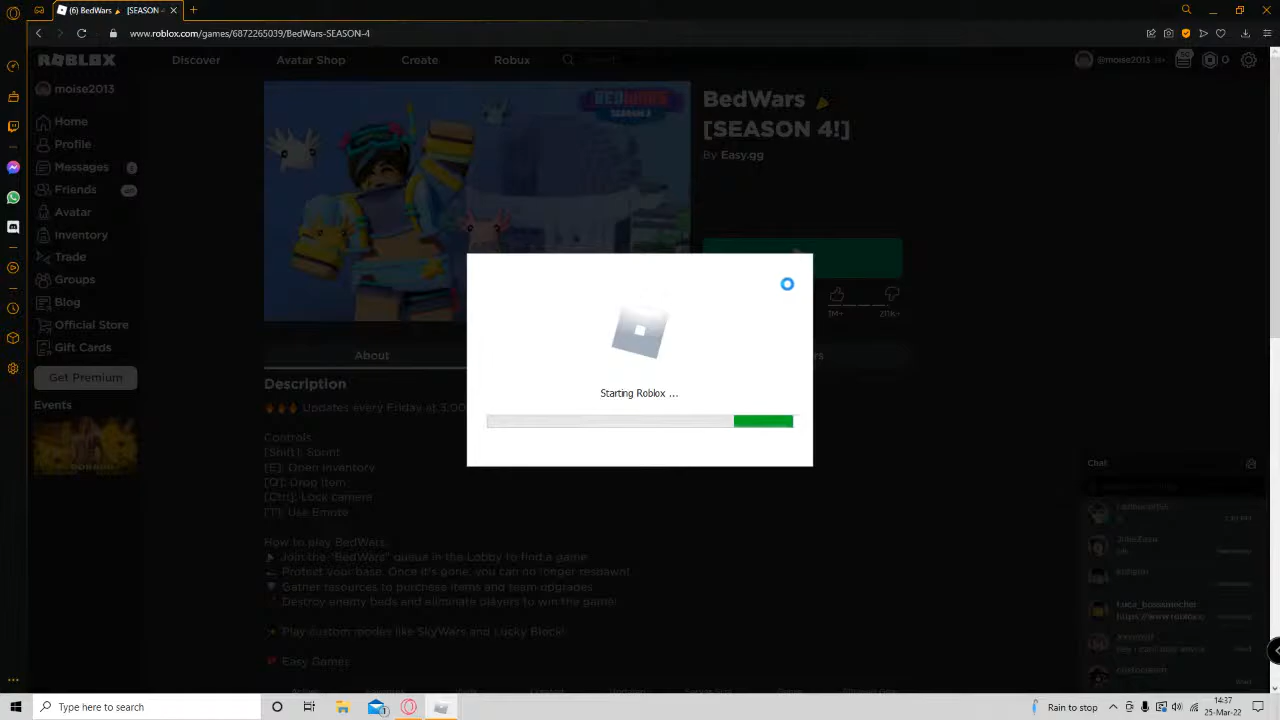 (6) BedWars 🎉 [SEASON 4!]
www.roblox.com/games/6872265039/BedWars-SEASON-4
ROBLOX
Discover
Avatar Shop
Create
Robux
@moise2013
0
moise2013
Home
Profile
Messages
Friends
Avatar
Inventory
Trade
Groups
Blog
Official Store
Gift Cards
Get Premium
Events
BEDWARS
BedWars 🎉
[SEASON 4!]
By Easy.gg
1M+
211K+
Starting Roblox ...
About
Description
🔥🔥🔥 Updates every Friday at 3:00
Controls
[Shift]: Sprint
[E]: Open Inventory
[Q]: Drop Item
[Ctrl]: Lock camera
[T]: Use Emote
How to play BedWars:
Join the "BedWars" queue in the Lobby to find a game
Protect your base. Once it's gone, you can no longer respawn!
Gather resources to purchase items and team upgrades
Destroy enemy beds and eliminate players to win the game!
Play custom modes like SkyWars and Lucky Block!
Easy Games
Chat
Type here to search
Rain to stop
14:37
25-Mar-22